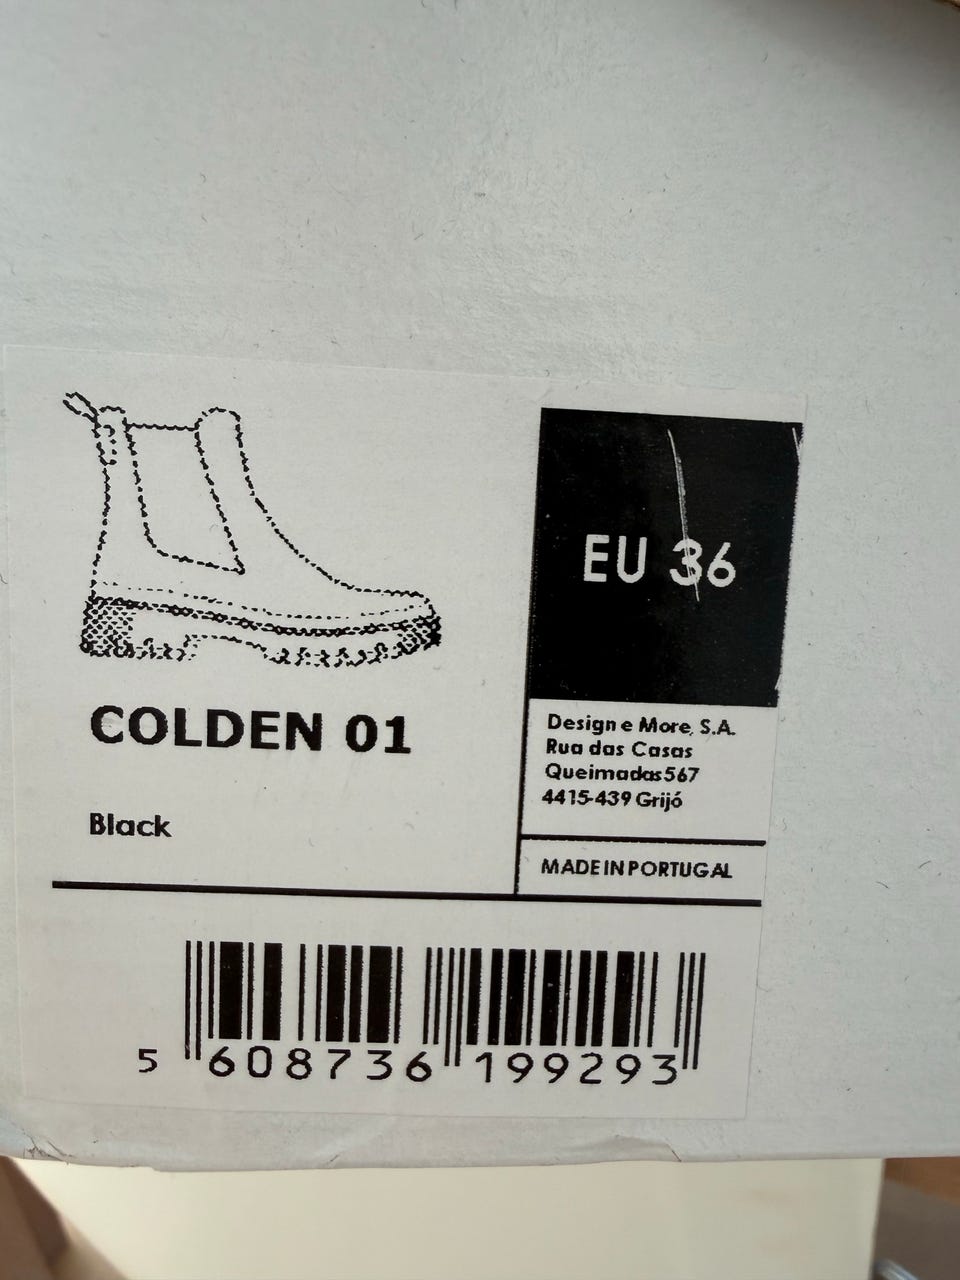 EU 36
COLDEN 01
Black
Design e More, S.A.
Rua das Casas
Queimadas 567
4415-439 Grijó
MADE IN PORTUGAL
5 608736 199293